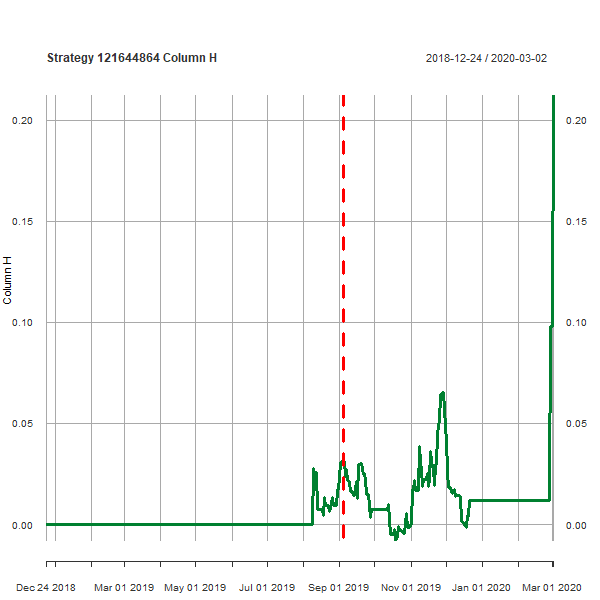 Strategy 121644864 Column H
2018-12-24 / 2020-03-02
0.20 0.20
0.15 0.15
Column H
0.10 0.10
0.05 0.05
0.00 0.00
Dec 24 2018 Mar 01 2019 May 01 2019 Jul 01 2019 Sep 01 2019 Nov 01 2019 Jan 01 2020 Mar 01 2020